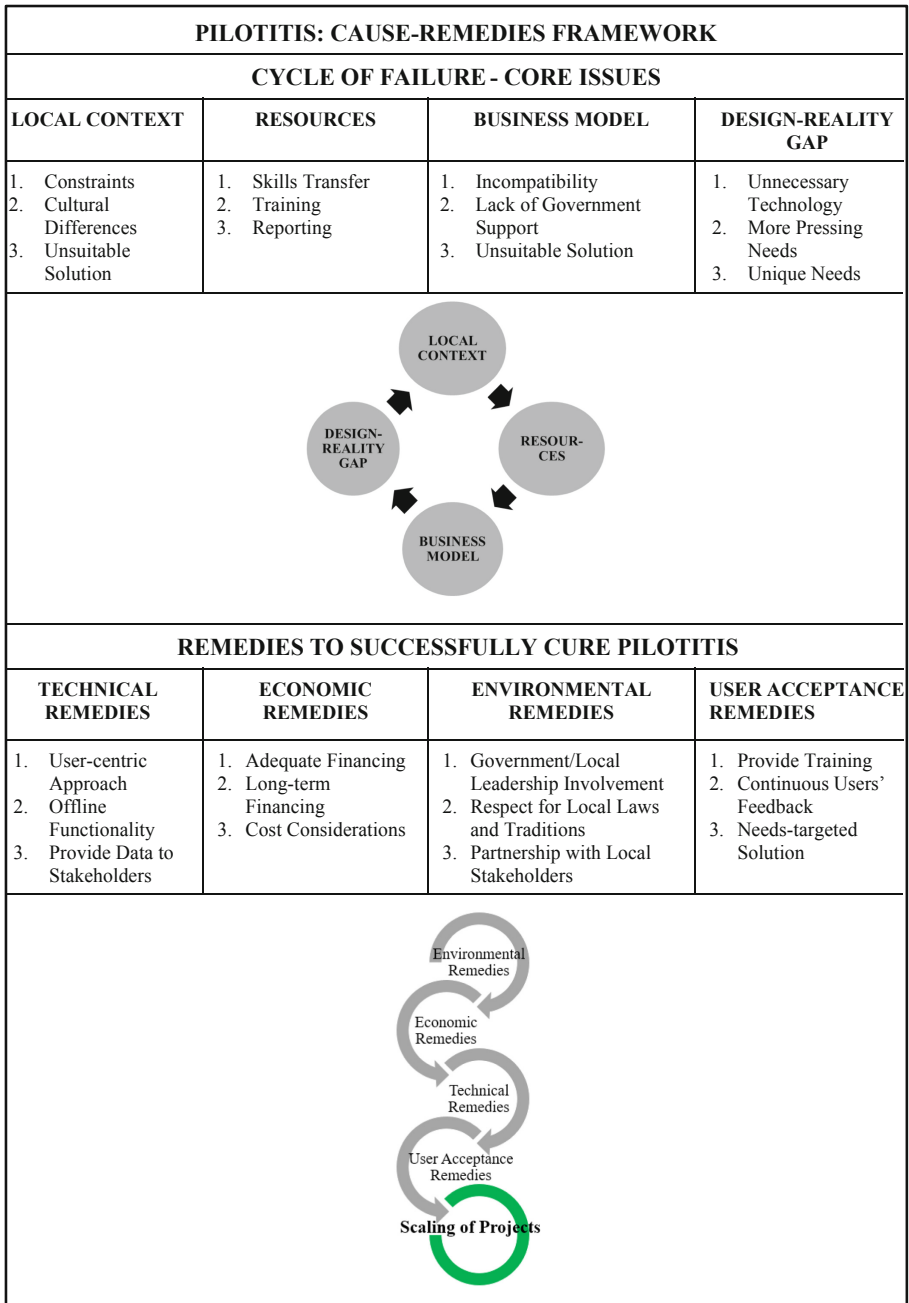 PILOTITIS: CAUSE-REMEDIES FRAMEWORK
CYCLE OF FAILURE - CORE ISSUES
LOCAL CONTEXT
1. Constraints
2. Cultural
Differences
3. Unsuitable
Solution
RESOURCES
1. Skills Transfer
2. Training
3. Reporting
BUSINESS MODEL
1. Incompatibility
2. Lack of Government
Support
3. Unsuitable Solution
DESIGN-REALITY
GAP
1. Unnecessary
Technology
2. More Pressing
Needs
3. Unique Needs
LOCAL
CONTEXT
RESOUR-
CES
BUSINESS
MODEL
DESIGN-
REALITY
GAP
REMEDIES TO SUCCESSFULLY CURE PILOTITIS
TECHNICAL
REMEDIES
1. User-centric
Approach
2. Offline
Functionality
3. Provide Data to
Stakeholders
ECONOMIC
REMEDIES
1. Adequate Financing
2. Long-term
Financing
3. Cost Considerations
ENVIRONMENTAL
REMEDIES
1. Government/Local
Leadership Involvement
2. Respect for Local Laws
and Traditions
3. Partnership with Local
Stakeholders
USER ACCEPTANCE
REMEDIES
1. Provide Training
2. Continuous Users'
Feedback
3. Needs-targeted
Solution
Environmental
Remedies
Economic
Remedies
Technical
Remedies
User Acceptance
Remedies
Scaling of Projects